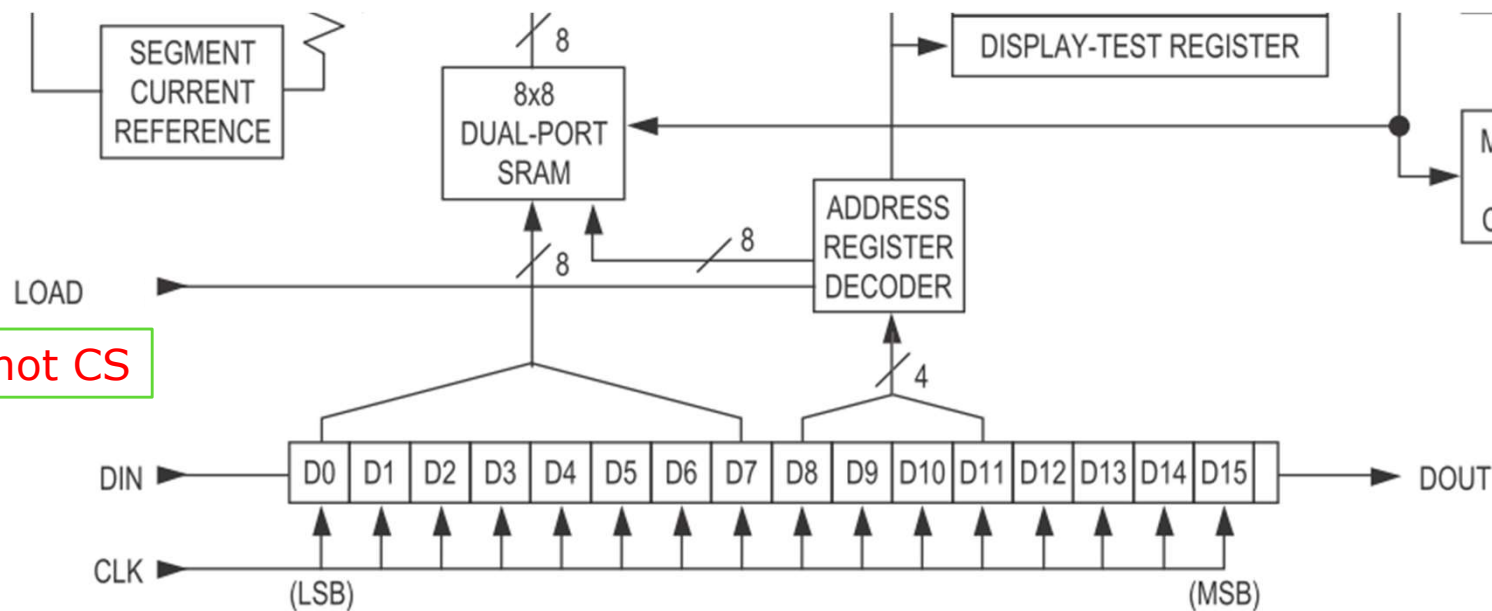 SEGMENT
CURRENT
REFERENCE
8
8x8
DUAL-PORT
SRAM
DISPLAY-TEST REGISTER
M
ADDRESS
REGISTER
DECODER
8
8
LOAD
not CS
4
DIN
D0 D1 D2 D3 D4 D5 D6 D7 D8 D9 D10 D11 D12 D13 D14 D15
DOUT
CLK
(LSB)
(MSB)